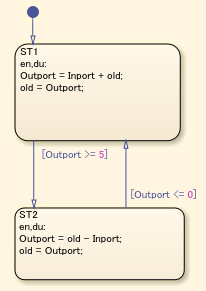 ST1
en,du:
Outport = Inport + old;
old = Outport;
[Outport >= 5]
[Outport <= 0]
ST2
en,du:
Outport = old - Inport;
old = Outport;